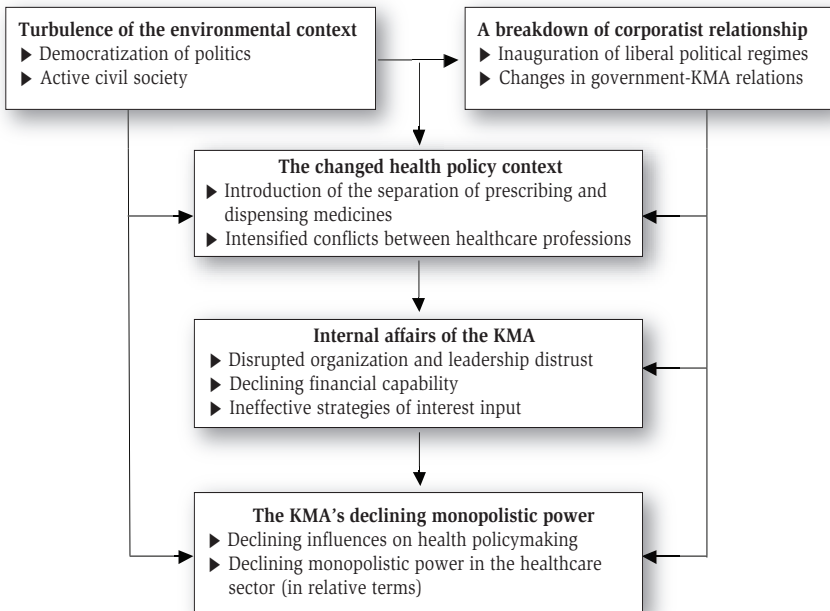 Turbulence of the environmental context
▶ Democratization of politics
▶ Active civil society
A breakdown of corporatist relationship
▶ Inauguration of liberal political regimes
▶ Changes in government-KMA relations
The changed health policy context
▶ Introduction of the separation of prescribing and
dispensing medicines
▶ Intensified conflicts between healthcare professions
Internal affairs of the KMA
▶ Disrupted organization and leadership distrust
▶ Declining financial capability
▶ Ineffective strategies of interest input
The KMA's declining monopolistic power
▶ Declining influences on health policymaking
▶ Declining monopolistic power in the healthcare
sector (in relative terms)